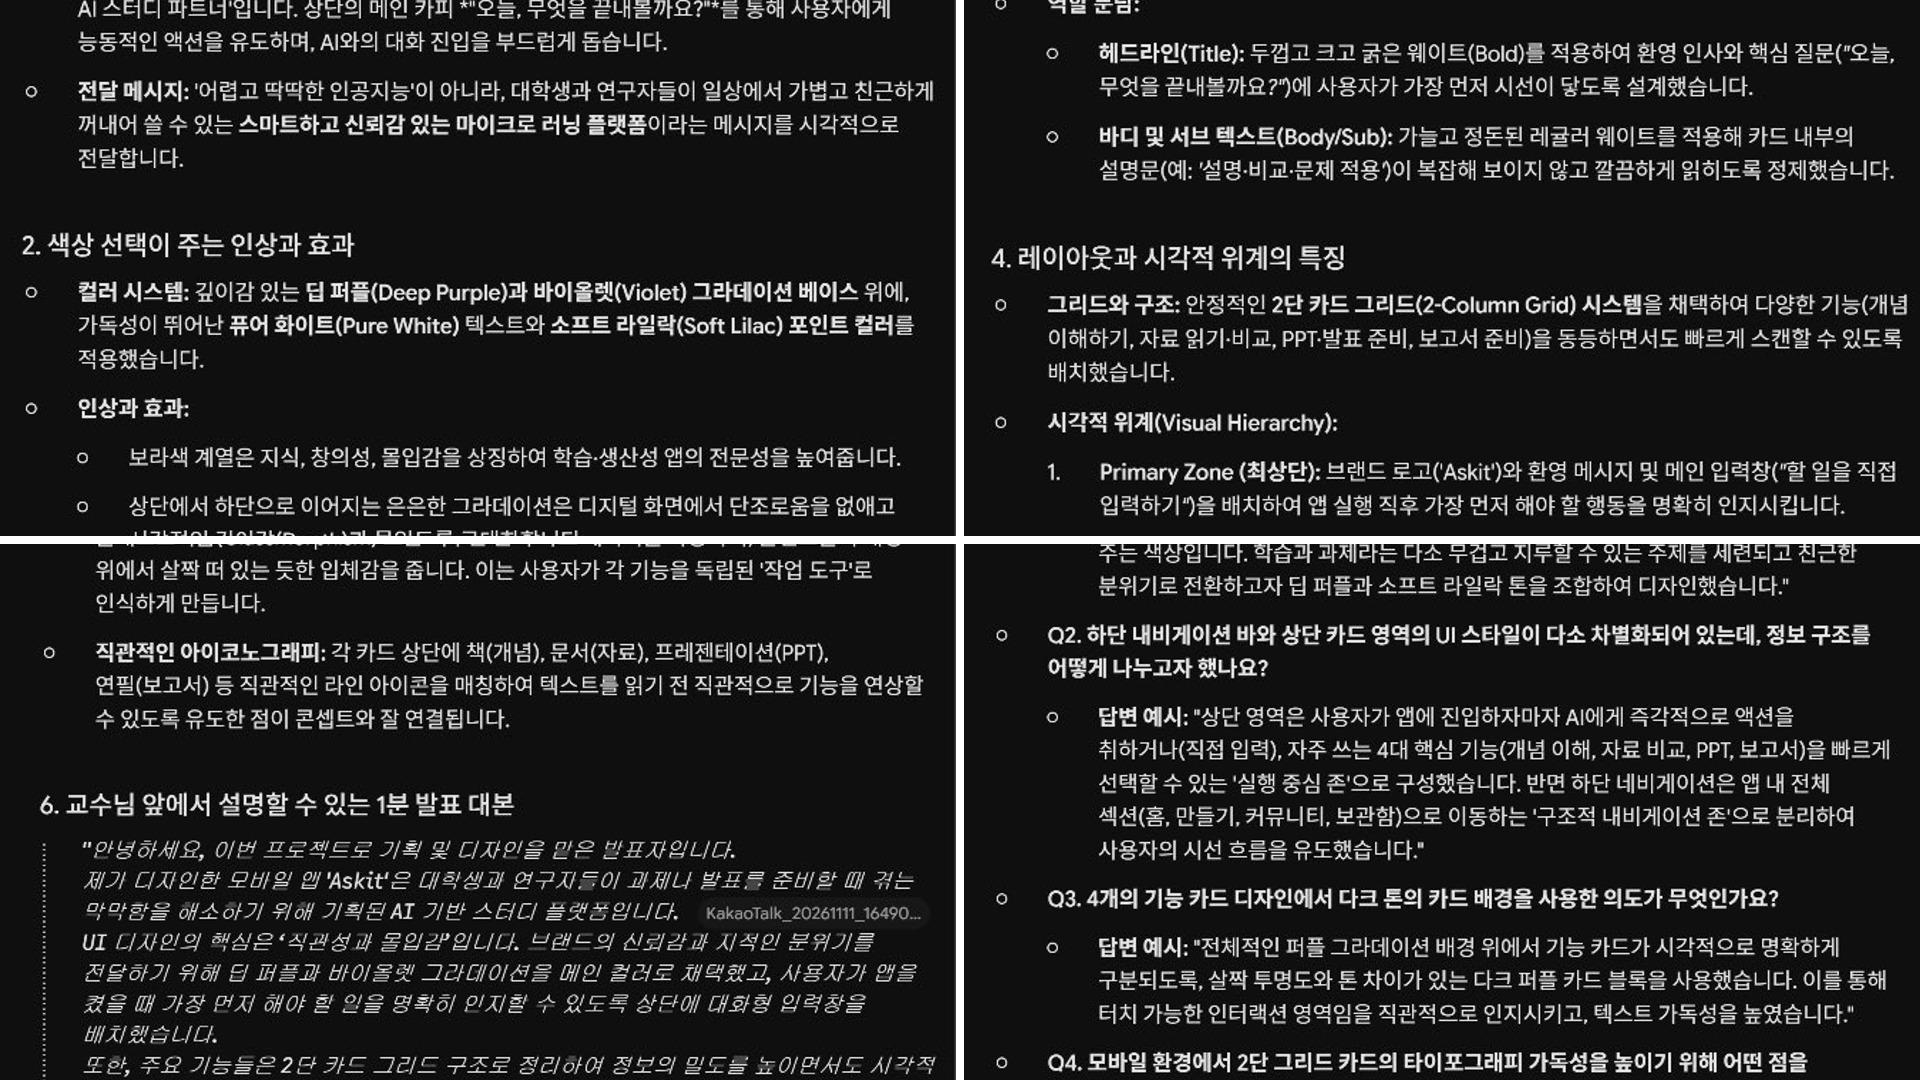 AI 스터디 파트너'입니다. 상단의 메인 카피 *"오늘, 무엇을 끝내볼까요?"*를 통해 사용자에게
능동적인 액션을 유도하며, AI와의 대화 진입을 부드럽게 돕습니다.
전달 메시지: '어렵고 딱딱한 인공지능'이 아니라, 대학생과 연구자들이 일상에서 가볍고 친근하게
꺼내어 쓸 수 있는 스마트하고 신뢰감 있는 마이크로 러닝 플랫폼이라는 메시지를 시각적으로
전달합니다.
2. 색상 선택이 주는 인상과 효과
컬러 시스템: 깊이감 있는 딥 퍼플(Deep Purple)과 바이올렛(Violet) 그라데이션 베이스 위에,
가독성이 뛰어난 퓨어 화이트(Pure White) 텍스트와 소프트 라일락(Soft Lilac) 포인트 컬러를
적용했습니다.
인상과 효과:
보라색 계열은 지식, 창의성, 몰입감을 상징하여 학습·생산성 앱의 전문성을 높여줍니다.
상단에서 하단으로 이어지는 은은한 그라데이션은 디지털 화면에서 단조로움을 없애고
역할 분담:
헤드라인(Title): 두껍고 크고 굵은 웨이트(Bold)를 적용하여 환영 인사와 핵심 질문("오늘,
무엇을 끝내볼까요?")에 사용자가 가장 먼저 시선이 닿도록 설계했습니다.
바디 및 서브 텍스트(Body/Sub): 가늘고 정돈된 레귤러 웨이트를 적용해 카드 내부의
설명문(예: '설명·비교·문제 적용')이 복잡해 보이지 않고 깔끔하게 읽히도록 정제했습니다.
4. 레이아웃과 시각적 위계의 특징
그리드와 구조: 안정적인 2단 카드 그리드(2-Column Grid) 시스템을 채택하여 다양한 기능(개념
이해하기, 자료 읽기·비교, PPT·발표 준비, 보고서 준비)을 동등하면서도 빠르게 스캔할 수 있도록
배치했습니다.
시각적 위계(Visual Hierarchy):
1. Primary Zone (최상단): 브랜드 로고('Askit')와 환영 메시지 및 메인 입력창("할 일을 직접
입력하기")을 배치하여 앱 실행 직후 가장 먼저 해야 할 행동을 명확히 인지시킵니다.
위에서 살짝 떠 있는 듯한 입체감을 줍니다. 이는 사용자가 각 기능을 독립된 '작업 도구'로
인식하게 만듭니다.
직관적인 아이코노그래피: 각 카드 상단에 책(개념), 문서(자료), 프레젠테이션(PPT),
연필(보고서) 등 직관적인 라인 아이콘을 매칭하여 텍스트를 읽기 전 직관적으로 기능을 연상할
수 있도록 유도한 점이 콘셉트와 잘 연결됩니다.
6. 교수님 앞에서 설명할 수 있는 1분 발표 대본
"안녕하세요, 이번 프로젝트로 기획 및 디자인을 맡은 발표자입니다.
제가 디자인한 모바일 앱 'Askit'은 대학생과 연구자들이 과제나 발표를 준비할 때 겪는
막막함을 해소하기 위해 기획된 AI 기반 스터디 플랫폼입니다.
KakaoTalk_20261111_16490...
UI 디자인의 핵심은 '직관성과 몰입감'입니다. 브랜드의 신뢰감과 지적인 분위기를
전달하기 위해 딥 퍼플과 바이올렛 그라데이션을 메인 컬러로 채택했고, 사용자가 앱을
켰을 때 가장 먼저 해야 할 일을 명확히 인지할 수 있도록 상단에 대화형 입력창을
배치했습니다.
또한, 주요 기능들은 2단 카드 그리드 구조로 정리하여 정보의 밀도를 높이면서도 시각적
주는 색상입니다. 학습과 과제라는 다소 무겁고 지루할 수 있는 주제를 세련되고 친근한
분위기로 전환하고자 딥 퍼플과 소프트 라일락 톤을 조합하여 디자인했습니다."
Q2. 하단 내비게이션 바와 상단 카드 영역의 UI 스타일이 다소 차별화되어 있는데, 정보 구조를
어떻게 나누고자 했나요?
답변 예시: "상단 영역은 사용자가 앱에 진입하자마자 AI에게 즉각적으로 액션을
취하거나(직접 입력), 자주 쓰는 4대 핵심 기능(개념 이해, 자료 비교, PPT, 보고서)을 빠르게
선택할 수 있는 '실행 중심 존'으로 구성했습니다. 반면 하단 네비게이션은 앱 내 전체
섹션(홈, 만들기, 커뮤니티, 보관함)으로 이동하는 '구조적 내비게이션 존'으로 분리하여
사용자의 시선 흐름을 유도했습니다."
Q3. 4개의 기능 카드 디자인에서 다크 톤의 카드 배경을 사용한 의도가 무엇인가요?
답변 예시: "전체적인 퍼플 그라데이션 배경 위에서 기능 카드가 시각적으로 명확하게
구분되도록, 살짝 투명도와 톤 차이가 있는 다크 퍼플 카드 블록을 사용했습니다. 이를 통해
터치 가능한 인터랙션 영역임을 직관적으로 인지시키고, 텍스트 가독성을 높였습니다."
Q4. 모바일 환경에서 2단 그리드 카드의 타이포그래피 가독성을 높이기 위해 어떤 점을